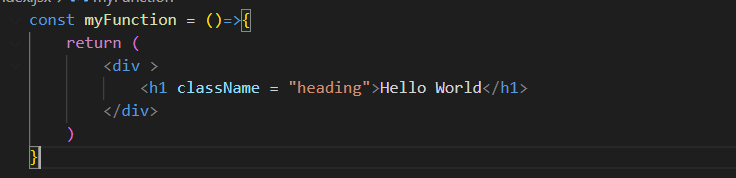 const myFunction = ()=>{
    return (
        <div >
            <h1 className = "heading">Hello World</h1>
        </div>
    )
}